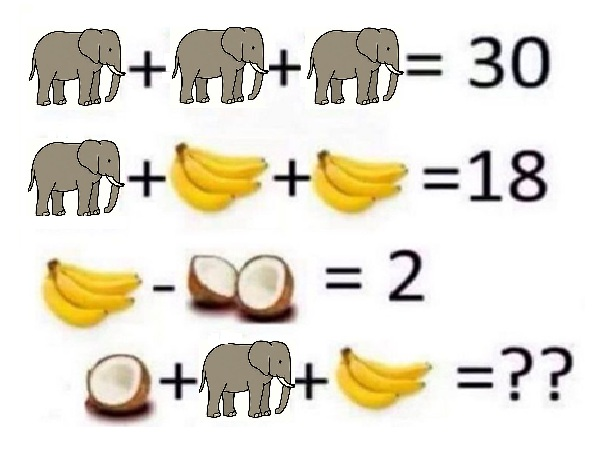 + + = 30
+ + =18
- = 2
+ + =??